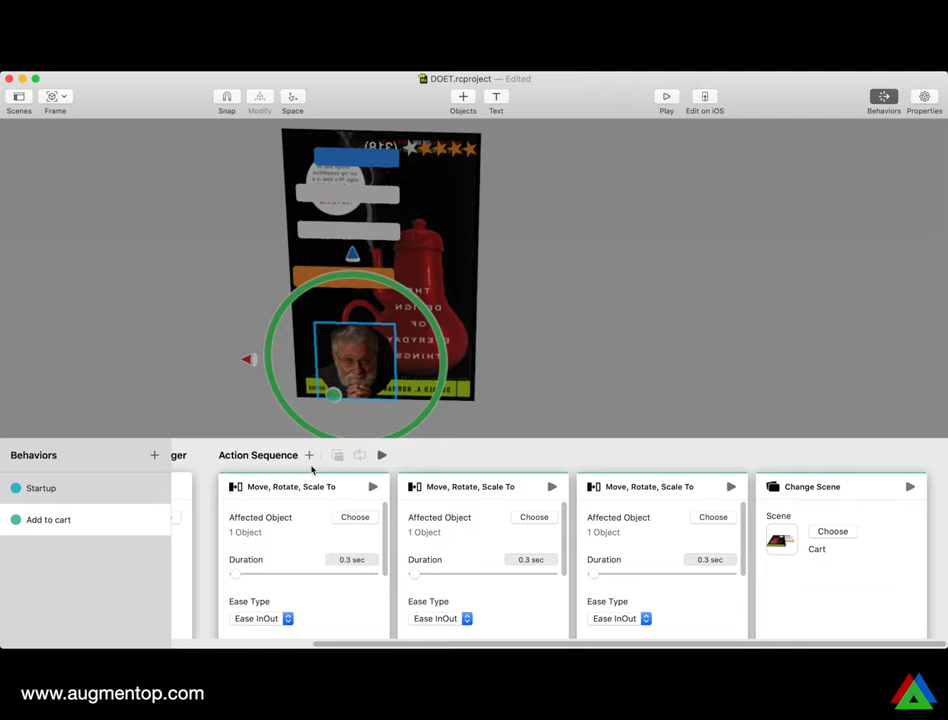 DOET.rcproject — Edited
Scenes
Frame
Snap
Modify
Space
Objects
Text
Play
Edit on iOS
Behaviors
Properties
(318)
THE
DESIGN
OF
EVERYDAY
THINGS
DONALD A. NORMAN
Behaviors
gger
Action Sequence
Startup
Add to cart
Move, Rotate, Scale To
Affected Object
Choose
1 Object
Duration
0.3 sec
Ease Type
Ease InOut
Move, Rotate, Scale To
Affected Object
Choose
1 Object
Duration
0.3 sec
Ease Type
Ease InOut
Move, Rotate, Scale To
Affected Object
Choose
1 Object
Duration
0.3 sec
Ease Type
Ease InOut
Change Scene
Scene
Choose
Cart
www.augmentop.com